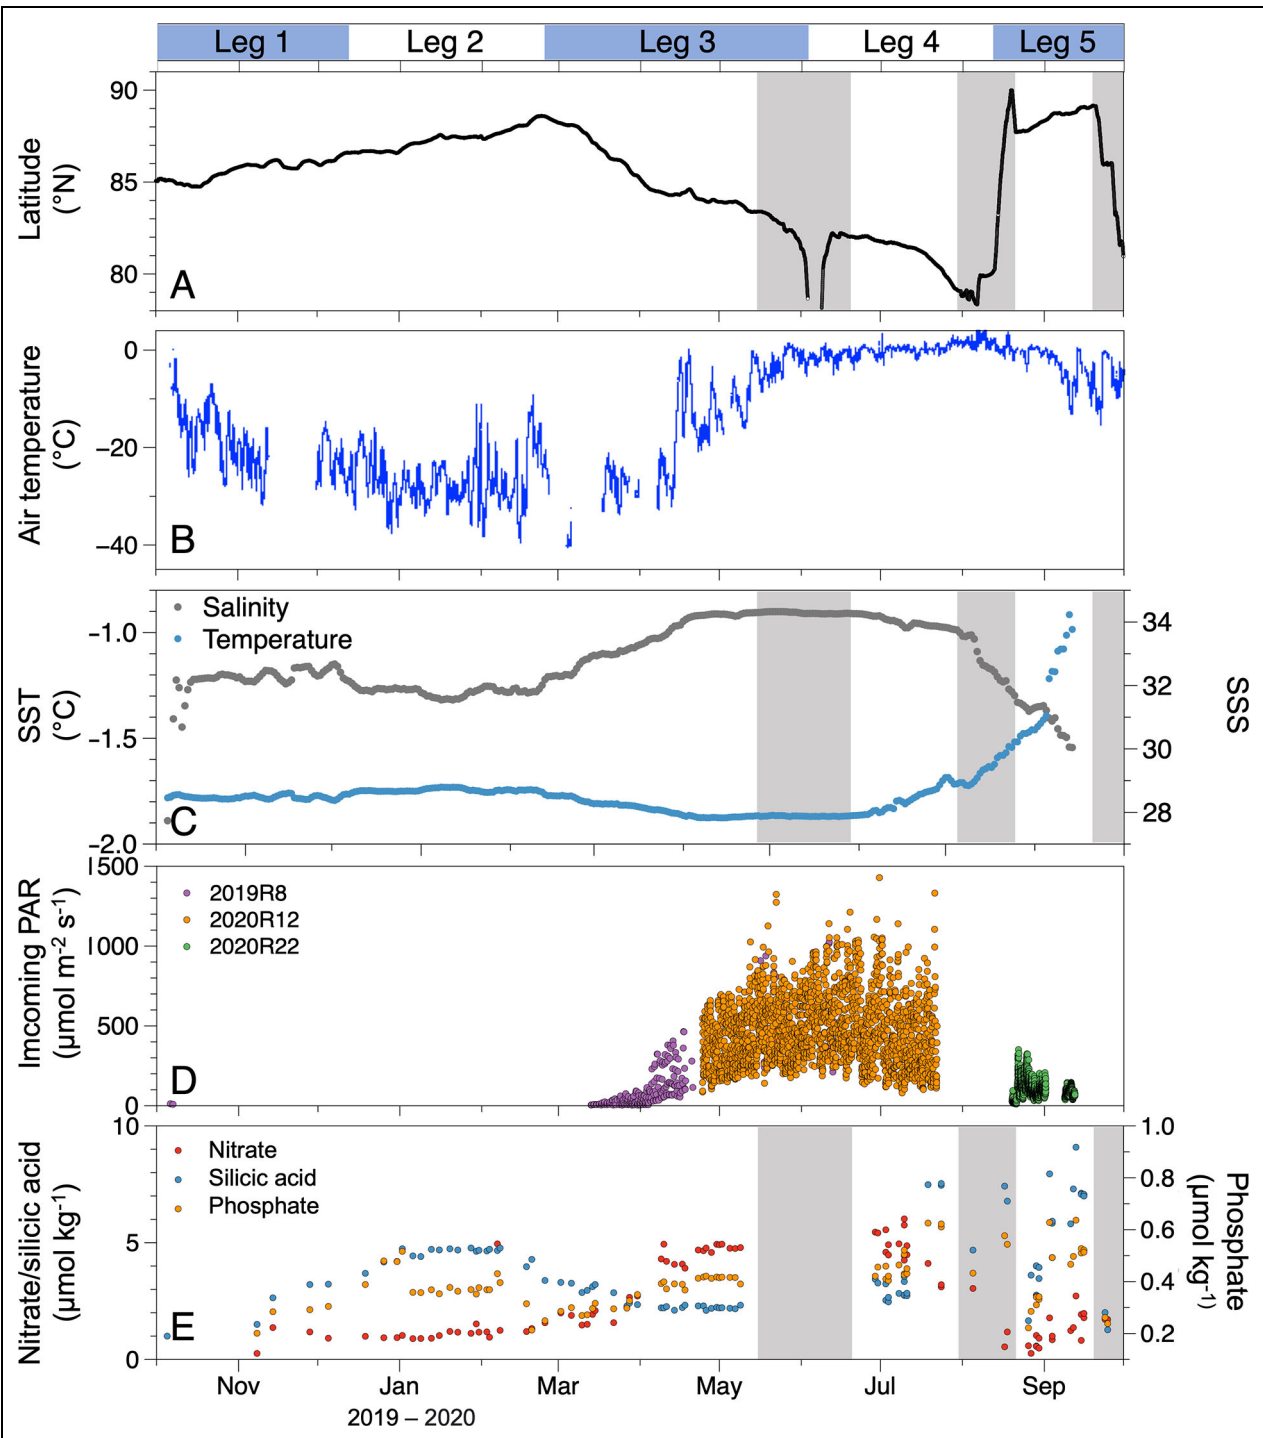 Leg 1 Leg 2 Leg 3 Leg 4 Leg 5
90
85
80
Latitude
(°N)
A
0
−20
−40
Air temperature
(°C)
B
Salinity
Temperature
−1.0
−1.5
−2.0
SST
(°C)
34
32
30
28
SSS
C
1500
1000
500
0
Imcoming PAR
(µmol m-2 s-1)
2019R8
2020R12
2020R22
D
10
5
0
Nitrate/silicic acid
(µmol kg-1)
Nitrate
Silicic acid
Phosphate
1.0
0.8
0.6
0.4
0.2
Phosphate
(µmol kg-1)
E
Nov Jan Mar May Jul Sep
2019 – 2020